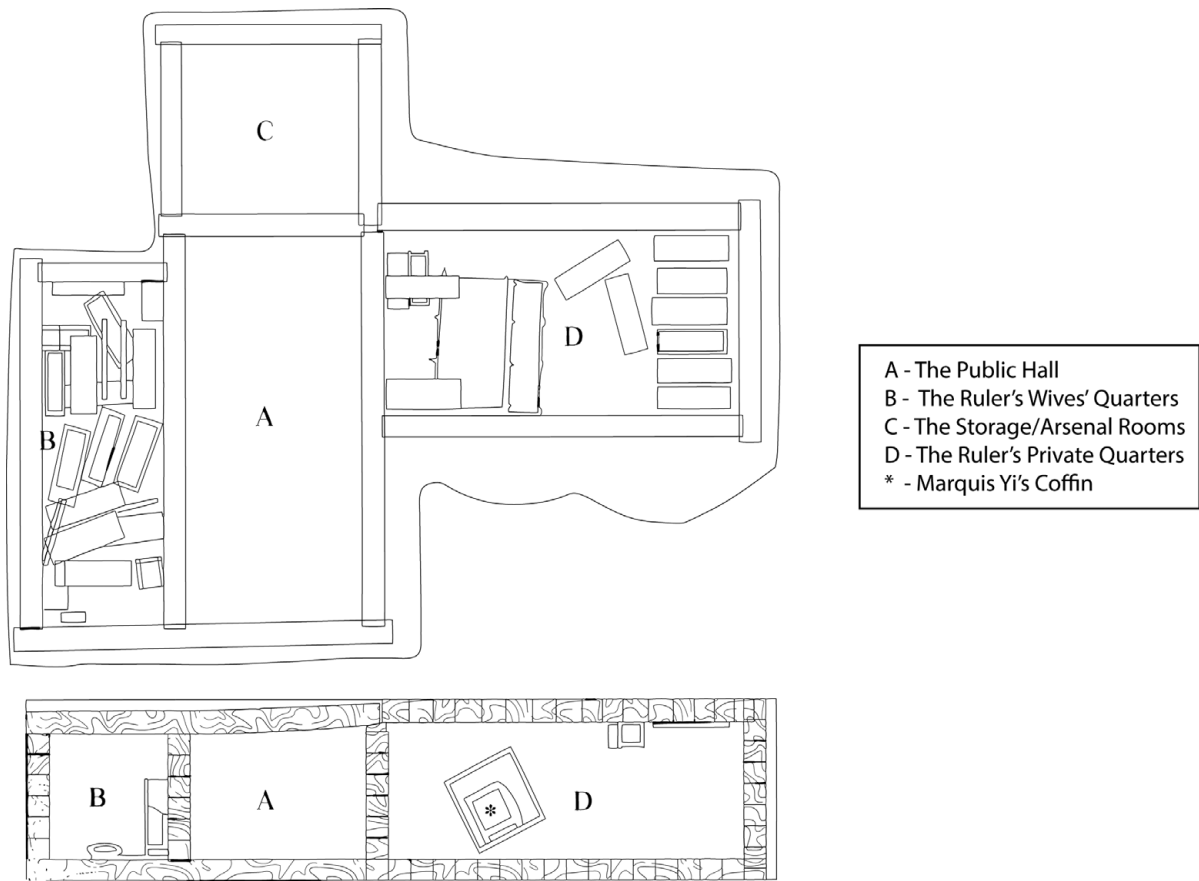 C
D
A
B
A - The Public Hall
B - The Ruler's Wives' Quarters
C - The Storage/Arsenal Rooms
D - The Ruler's Private Quarters
* - Marquis Yi's Coffin
B
A
*
D